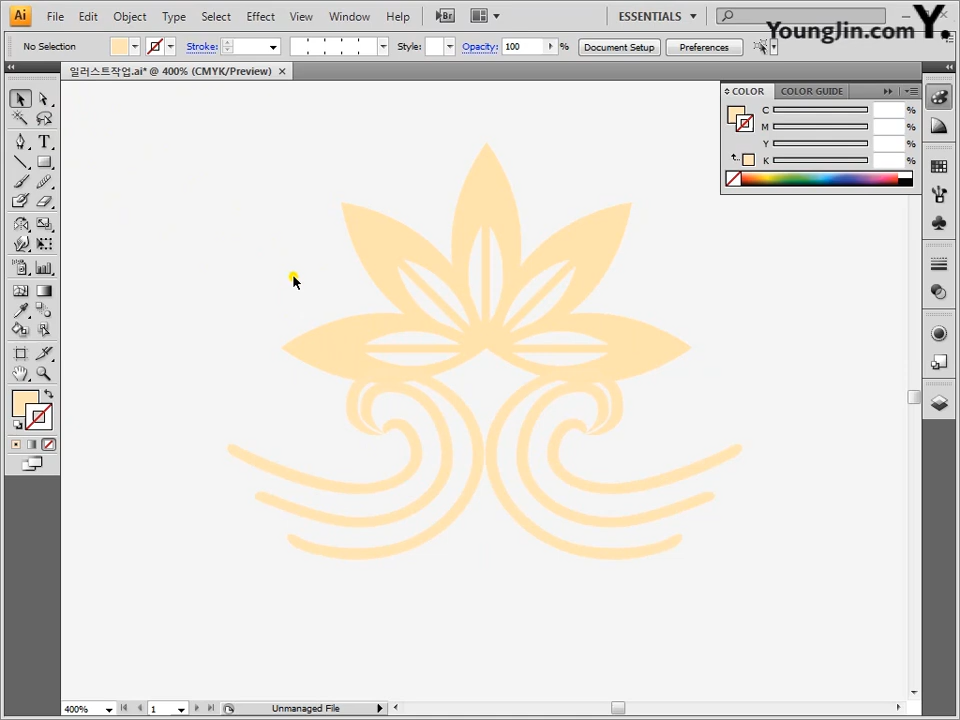 Ai File Edit Object Type Select Effect View Window Help Br ESSENTIALS
YoungJin.com Y.
No Selection Stroke: Style: Opacity: 100 % Document Setup Preferences
일러스트작업.ai* @ 400% (CMYK/Preview)
COLOR COLOR GUIDE
C %
M %
Y %
K %
T
400% 1 Unmanaged File